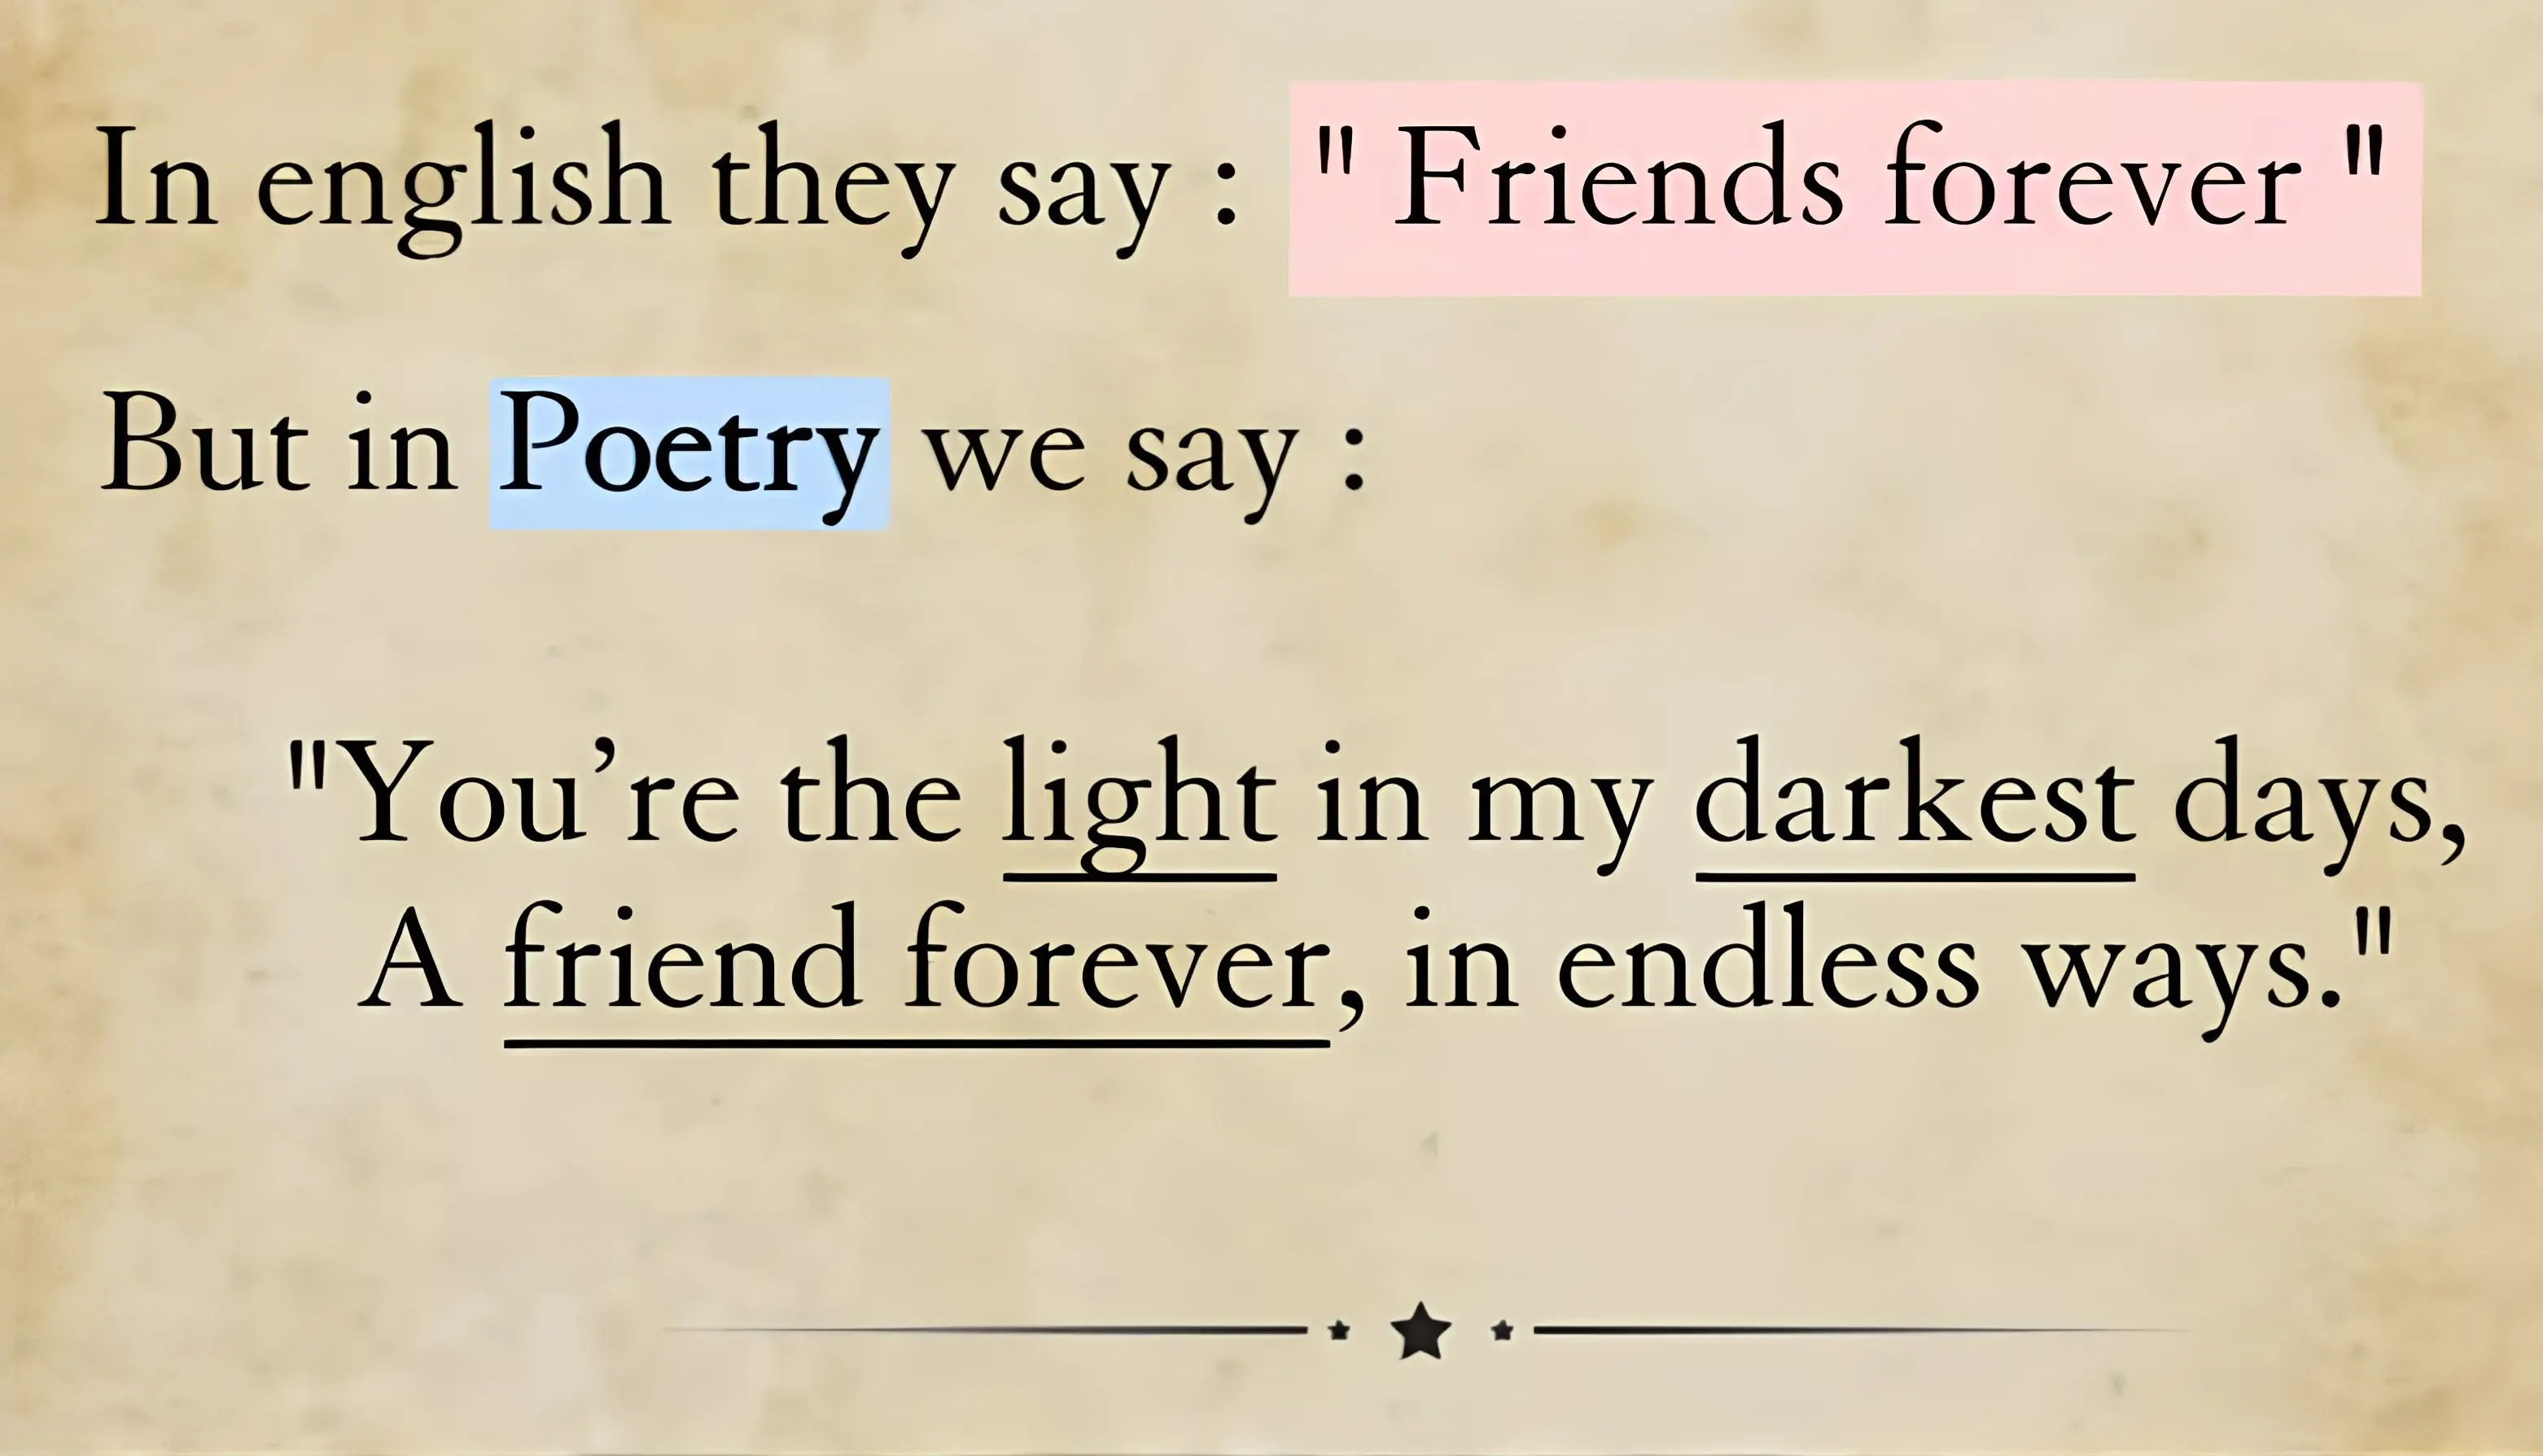 In english they say : " Friends forever "
But in Poetry we say :
"You’re the light in my darkest days,
A friend forever, in endless ways."